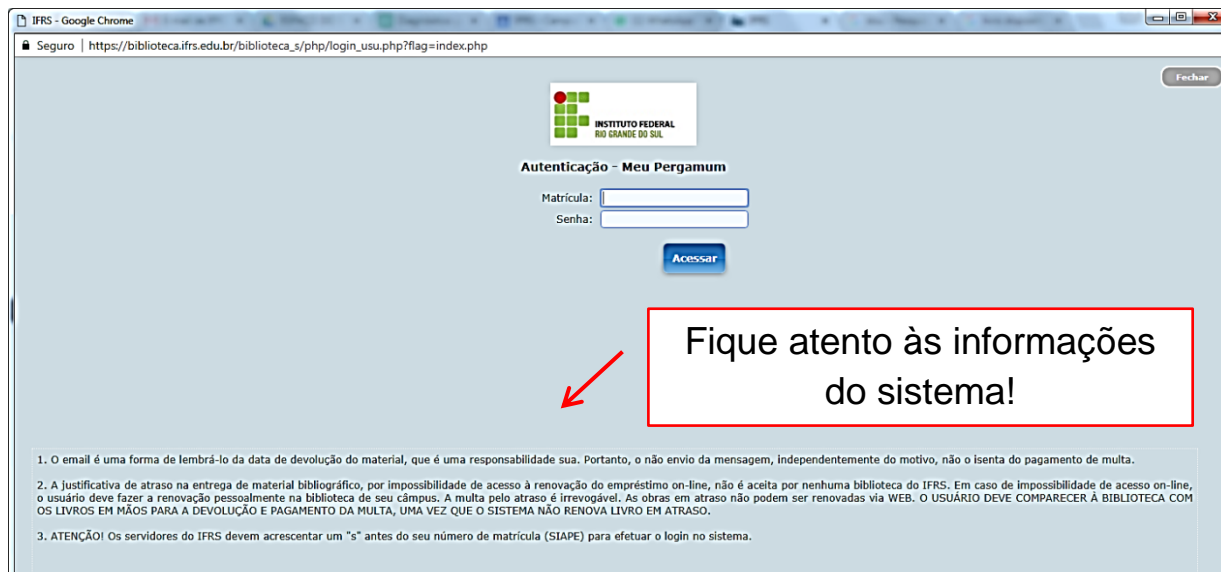 IFRS - Google Chrome
Seguro | https://biblioteca.ifrs.edu.br/biblioteca_s/php/login_usu.php?flag=index.php
Fechar
INSTITUTO FEDERAL
RIO GRANDE DO SUL
Autenticação - Meu Pergamum
Matrícula:
Senha:
Acessar
Fique atento às informações
do sistema!
1. O email é uma forma de lembrá-lo da data de devolução do material, que é uma responsabilidade sua. Portanto, o não envio da mensagem, independentemente do motivo, não o isenta do pagamento de multa.
2. A justificativa de atraso na entrega de material bibliográfico, por impossibilidade de acesso à renovação do empréstimo on-line, não é aceita por nenhuma biblioteca do IFRS. Em caso de impossibilidade de acesso on-line,
o usuário deve fazer a renovação pessoalmente na biblioteca de seu câmpus. A multa pelo atraso é irrevogável. As obras em atraso não podem ser renovadas via WEB. O USUÁRIO DEVE COMPARECER À BIBLIOTECA COM
OS LIVROS EM MÃOS PARA A DEVOLUÇÃO E PAGAMENTO DA MULTA, UMA VEZ QUE O SISTEMA NÃO RENOVA LIVRO EM ATRASO.
3. ATENÇÃO! Os servidores do IFRS devem acrescentar um "s" antes do seu número de matrícula (SIAPE) para efetuar o login no sistema.